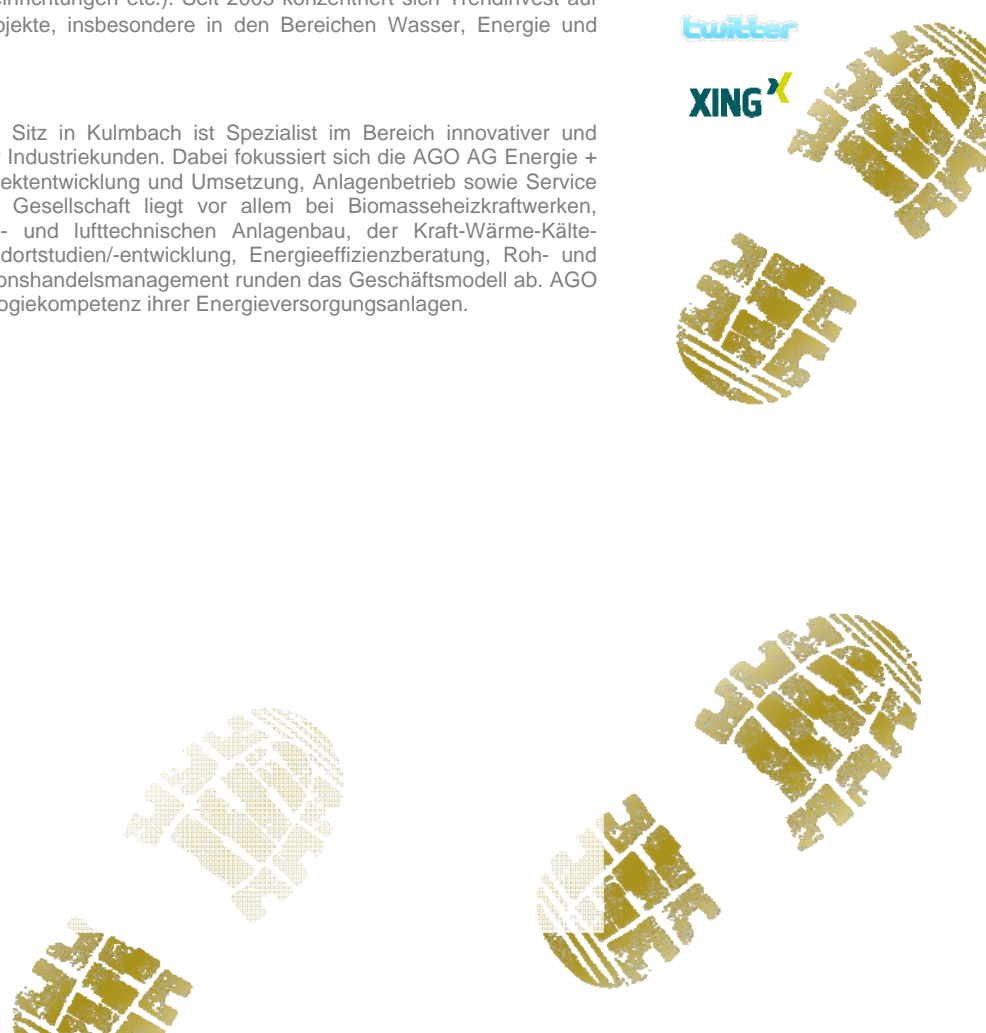 einrichtungen etc.). Seit 2005 konzentriert sich Trendinvest auf
ojekte, insbesondere in den Bereichen Wasser, Energie und
Sitz in Kulmbach ist Spezialist im Bereich innovativer und
Industriekunden. Dabei fokussiert sich die AGO AG Energie +
ektentwicklung und Umsetzung, Anlagenbetrieb sowie Service
Gesellschaft liegt vor allem bei Biomasseheizkraftwerken,
- und lufttechnischen Anlagenbau, der Kraft-Wärme-Kälte-
dortstudien/-entwicklung, Energieeffizienzberatung, Roh- und
onshandelsmanagement runden das Geschäftsmodell ab. AGO
ogiekompetenz ihrer Energieversorgungsanlagen.
twitter
XING